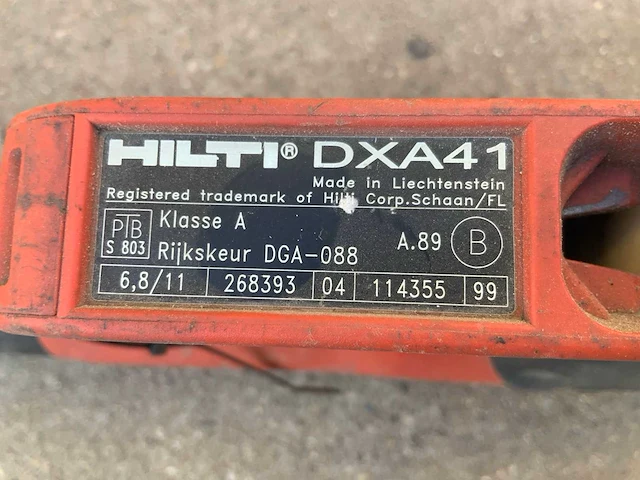 HILTI® DXA41
Made in Liechtenstein
Registered trademark of Hilti Corp.Schaan/FL
PTB
S 803
Klasse A
Rijkskeur DGA-088
A.89
B
6,8/11 268393 04 114355 99